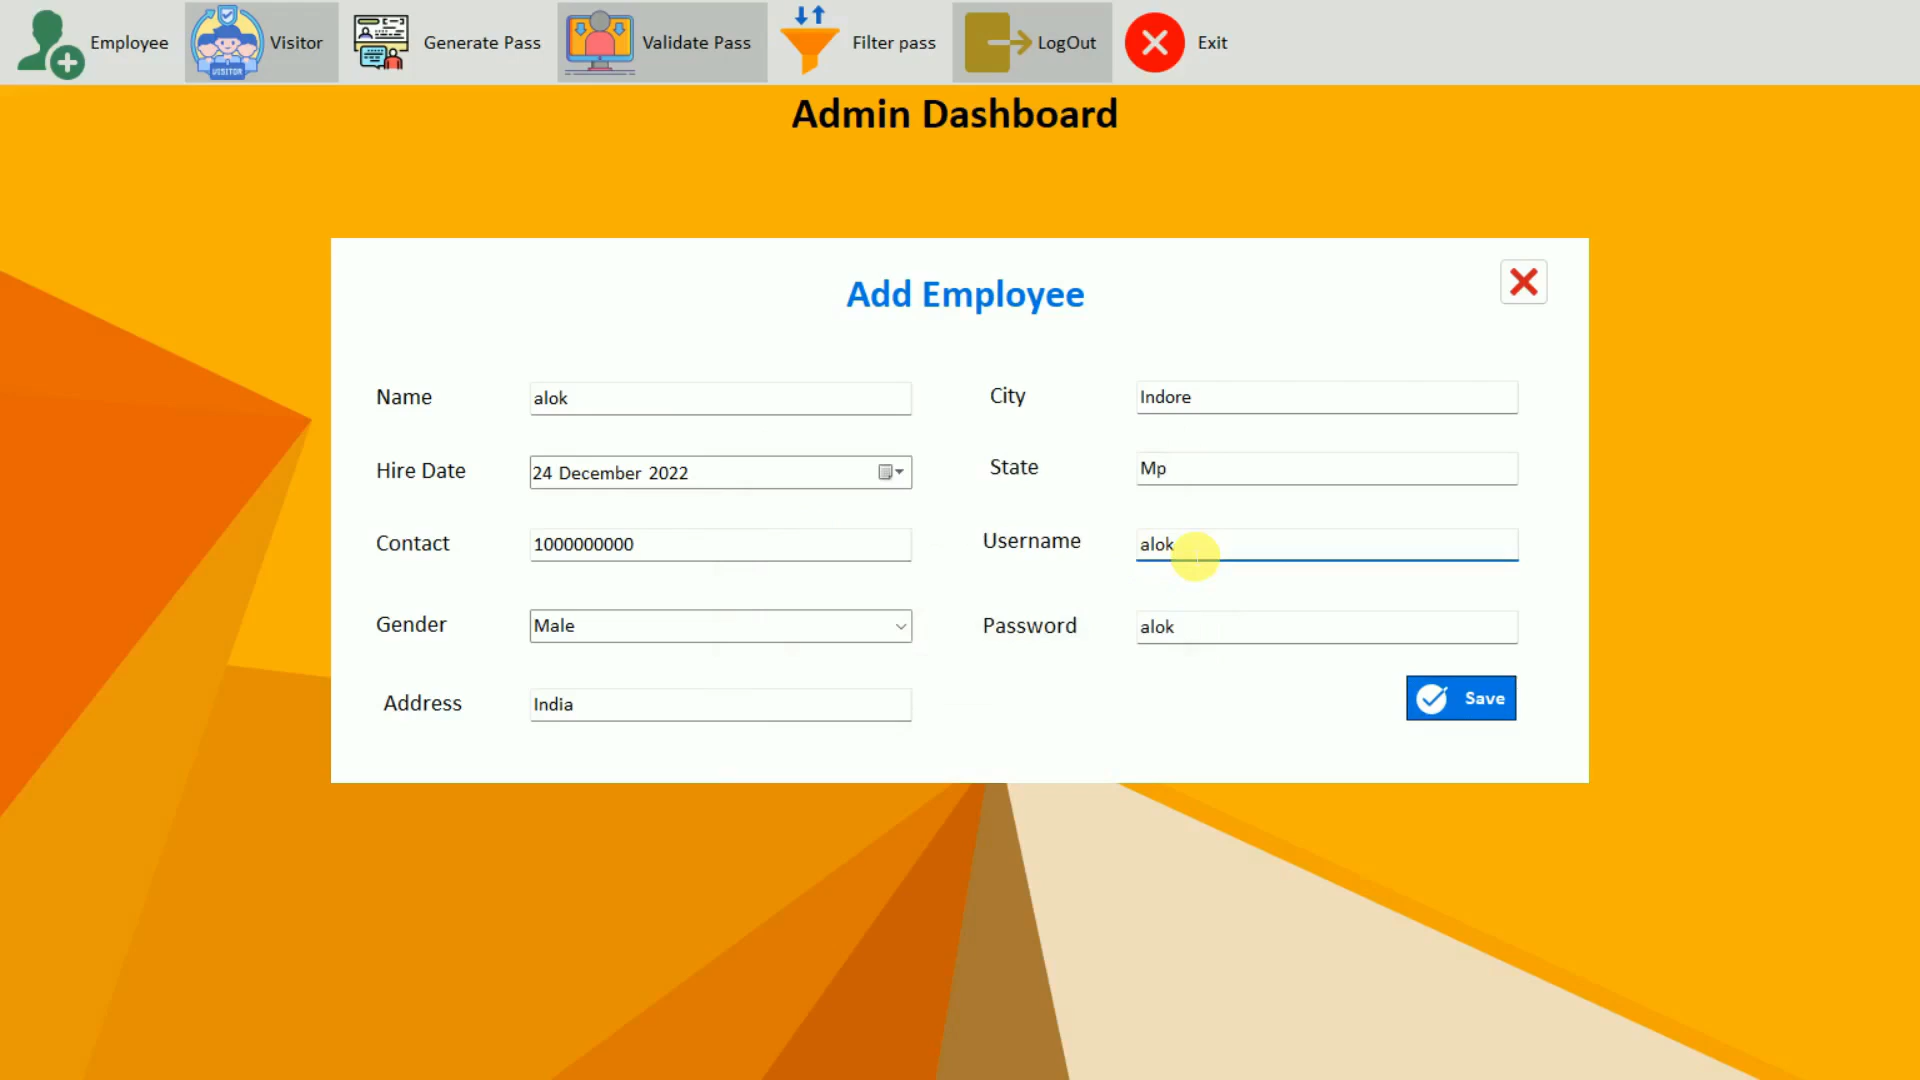 Employee
VISITOR
Visitor
Generate Pass
Validate Pass
Filter pass
LogOut
Exit
Admin Dashboard
Add Employee
Name alok
City Indore
Hire Date 24 December 2022
State Mp
Contact 1000000000
Username alok
Gender Male
Password alok
Address India
Save